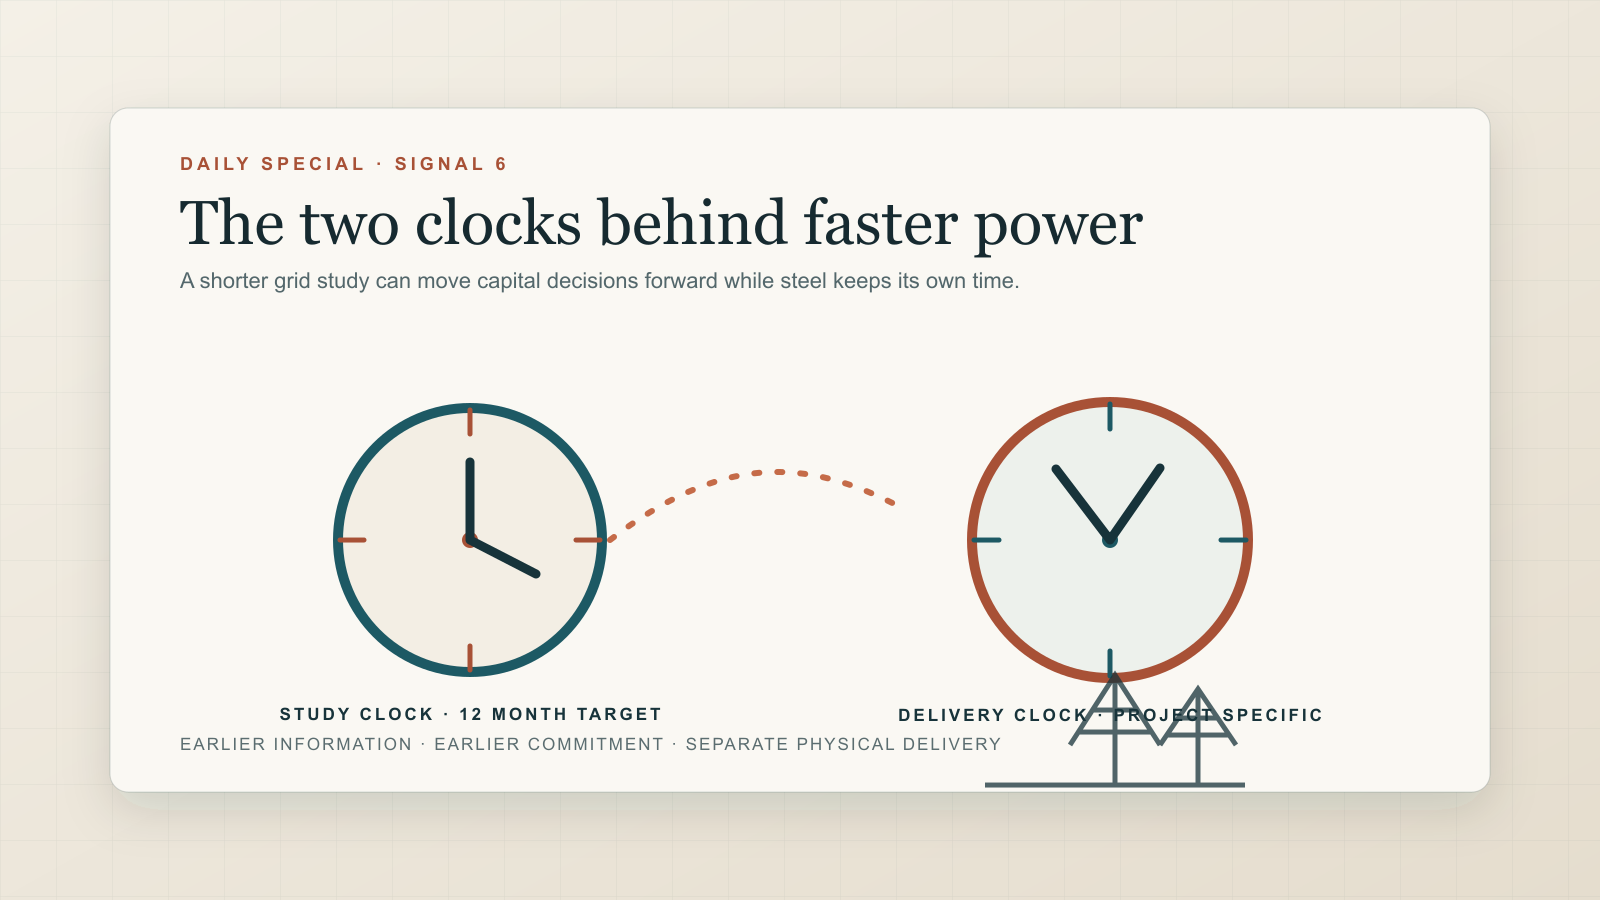 DAILY SPECIAL · SIGNAL 6
The two clocks behind faster power
A shorter grid study can move capital decisions forward while steel keeps its own time.
STUDY CLOCK · 12 MONTH TARGET
DELIVERY CLOCK · PROJECT SPECIFIC
EARLIER INFORMATION · EARLIER COMMITMENT · SEPARATE PHYSICAL DELIVERY